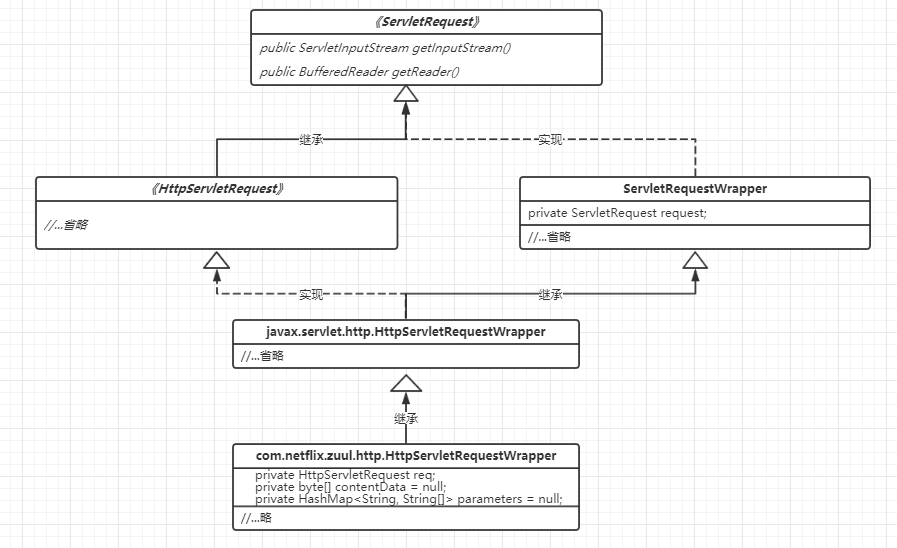 《ServletRequest》
public ServletInputStream getInputStream()
public BufferedReader getReader()
继承
实现
《HttpServletRequest》
//...省略
ServletRequestWrapper
private ServletRequest request;
//...省略
实现
继承
javax.servlet.http.HttpServletRequestWrapper
//...省略
继承
com.netflix.zuul.http.HttpServletRequestWrapper
private HttpServletRequest req;
private byte[] contentData = null;
private HashMap<String, String[]> parameters = null;
//...略